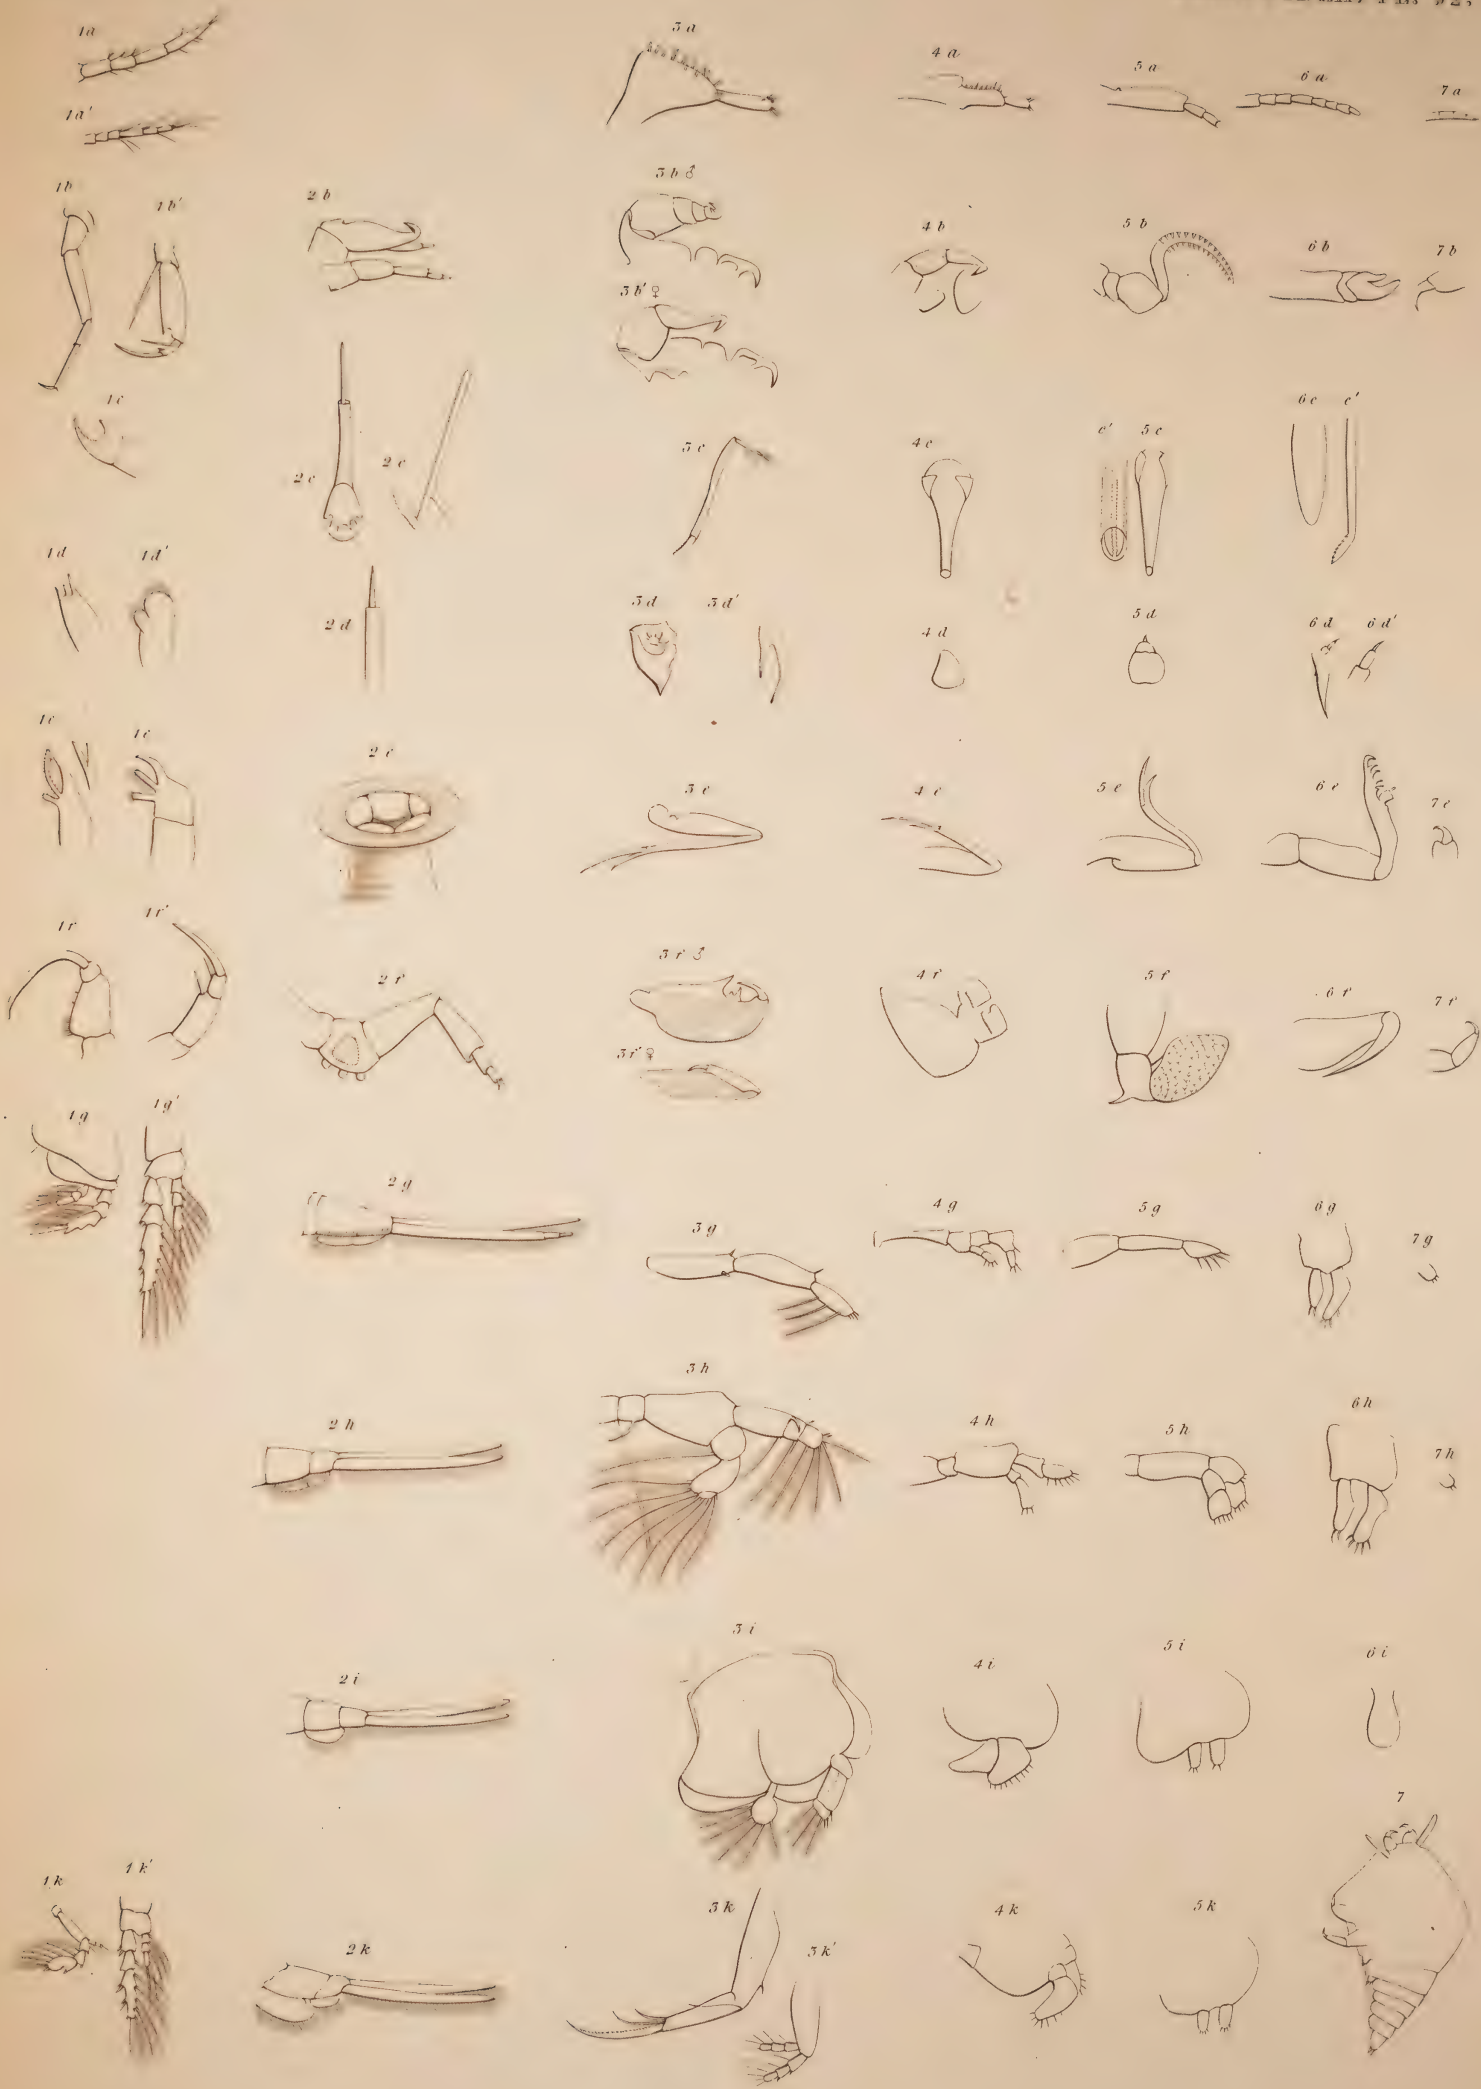 1a 3a 4a 5a 6a 7a
1a'
1b 1b' 2b 3b ♂ 4b 5b 6b 7b
3b' ♀
1c 2c 2c 3c 4c c' 5c 6c c'
1d 1d' 2d 3d 3d' 4d 5d 6d 6d'
1e 1e 2e 3e 4e 5e 6e 7e
1f 1f' 2f 3f ♂ 4f 5f 6f 7f
3f' ♀
1g 1g' 2g 3g 4g 5g 6g 7g
2h 3h 4h 5h 6h 7h
2i 3i 4i 5i 6i
7
1k 1k' 2k 3k 3k' 4k 5k